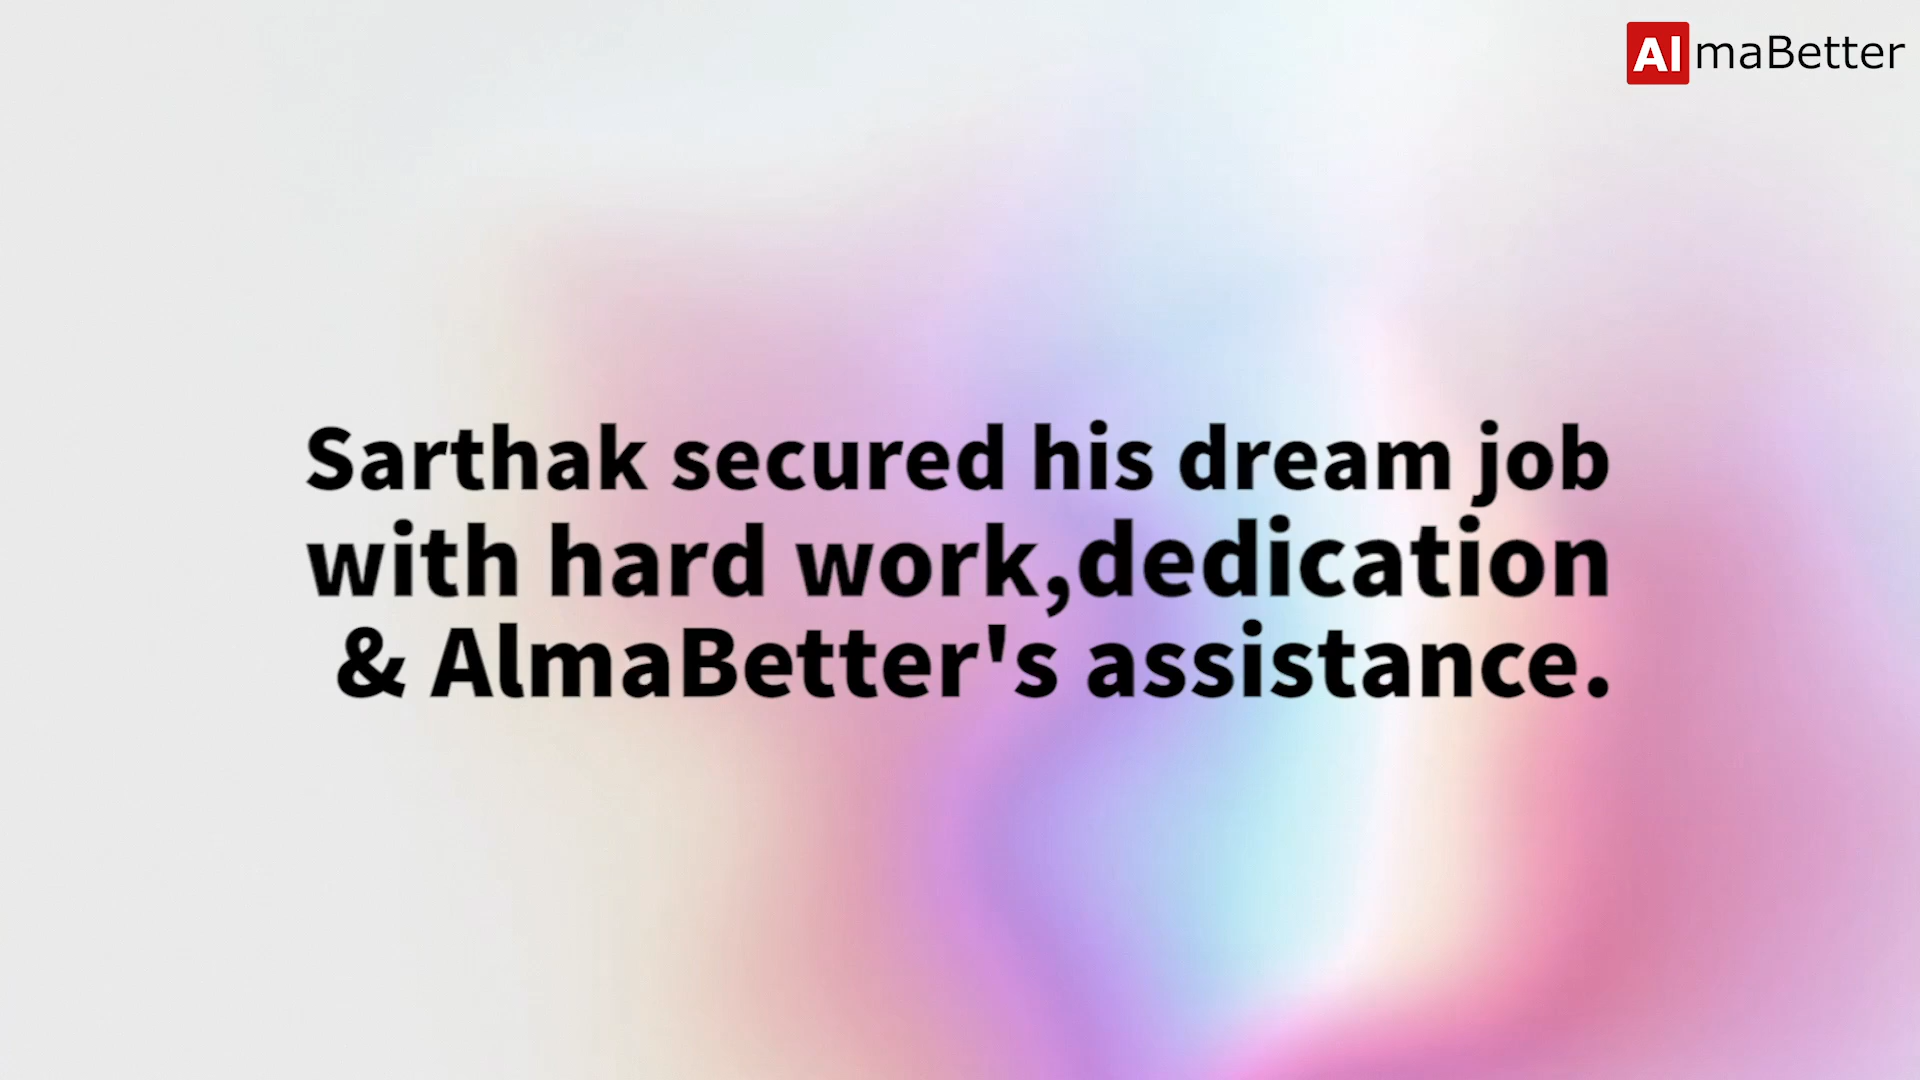 AlmaBetter
Sarthak secured his dream job
with hard work,dedication
& AlmaBetter's assistance.